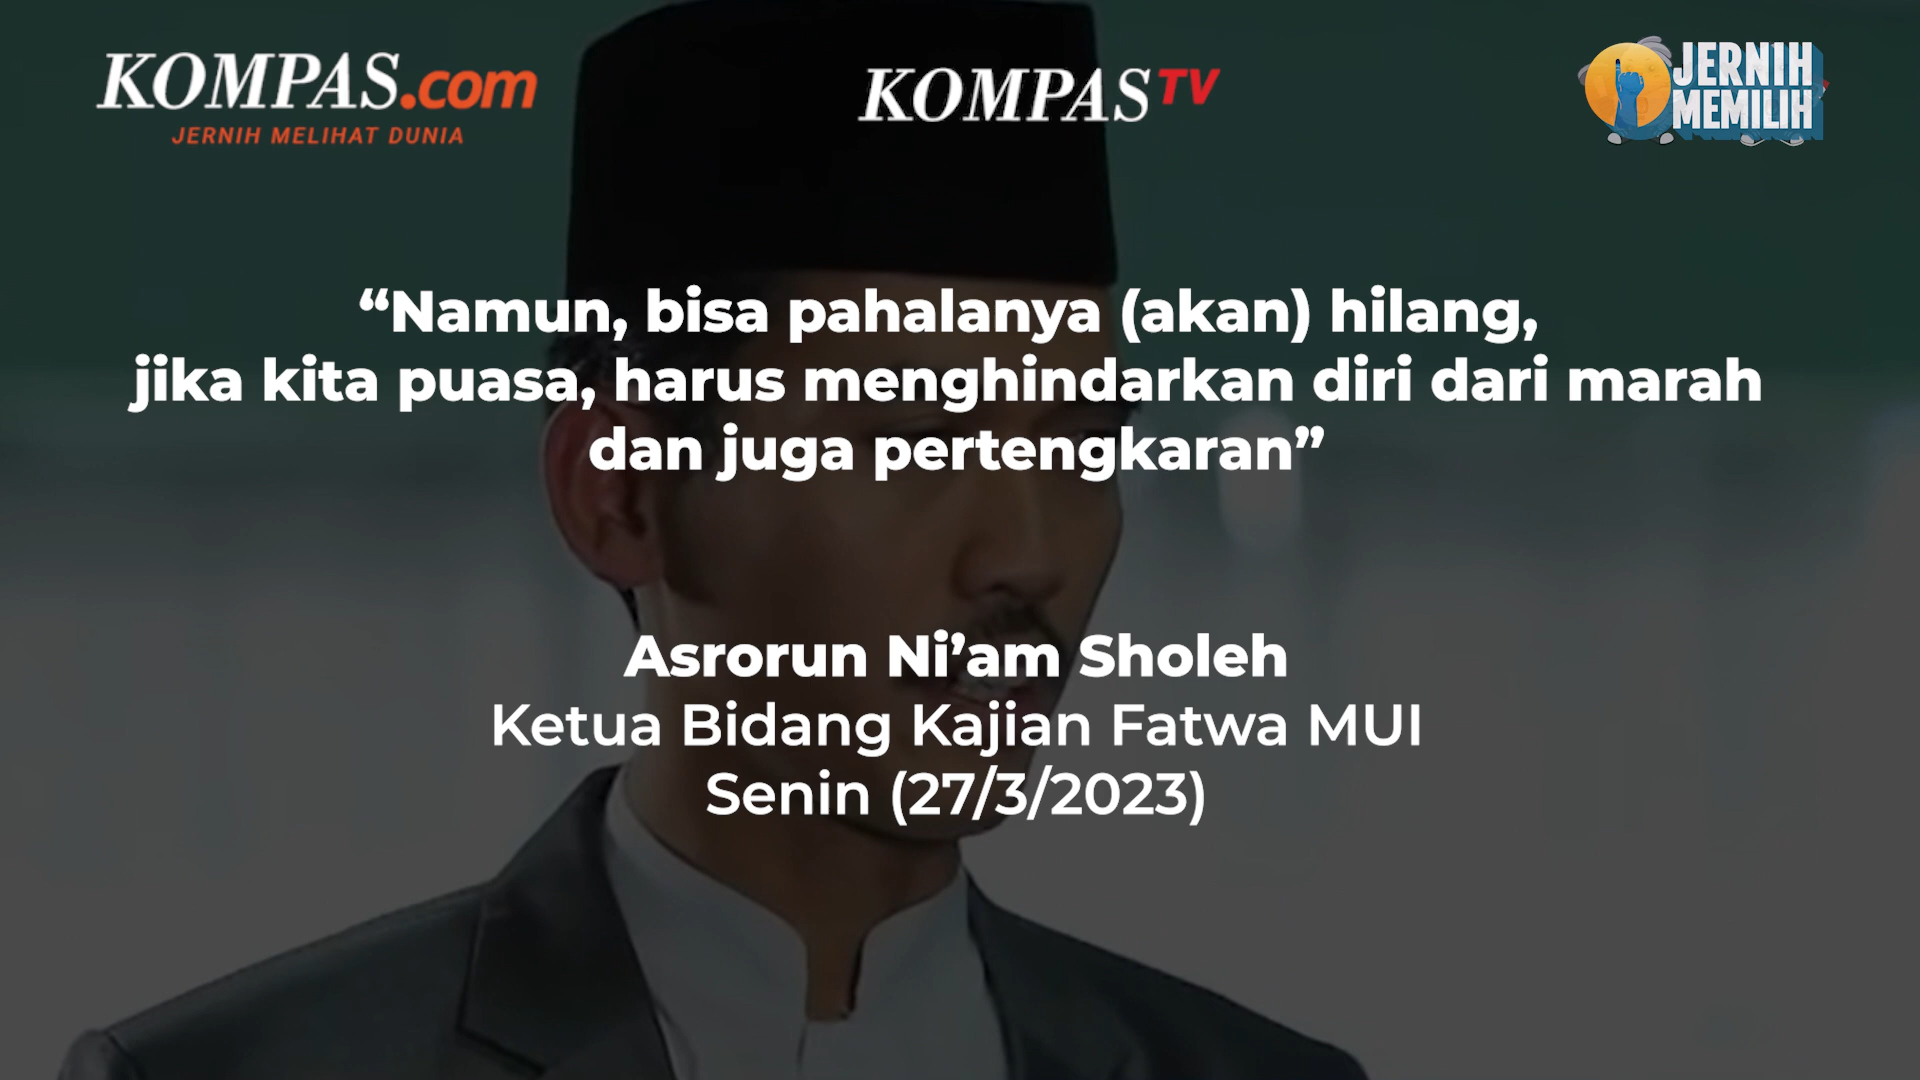 KOMPAS.com
JERNIH MELIHAT DUNIA
KOMPAS TV
JERNIH
MEMILIH
“Namun, bisa pahalanya (akan) hilang,
jika kita puasa, harus menghindarkan diri dari marah
dan juga pertengkaran”
Asrorun Ni’am Sholeh
Ketua Bidang Kajian Fatwa MUI
Senin (27/3/2023)